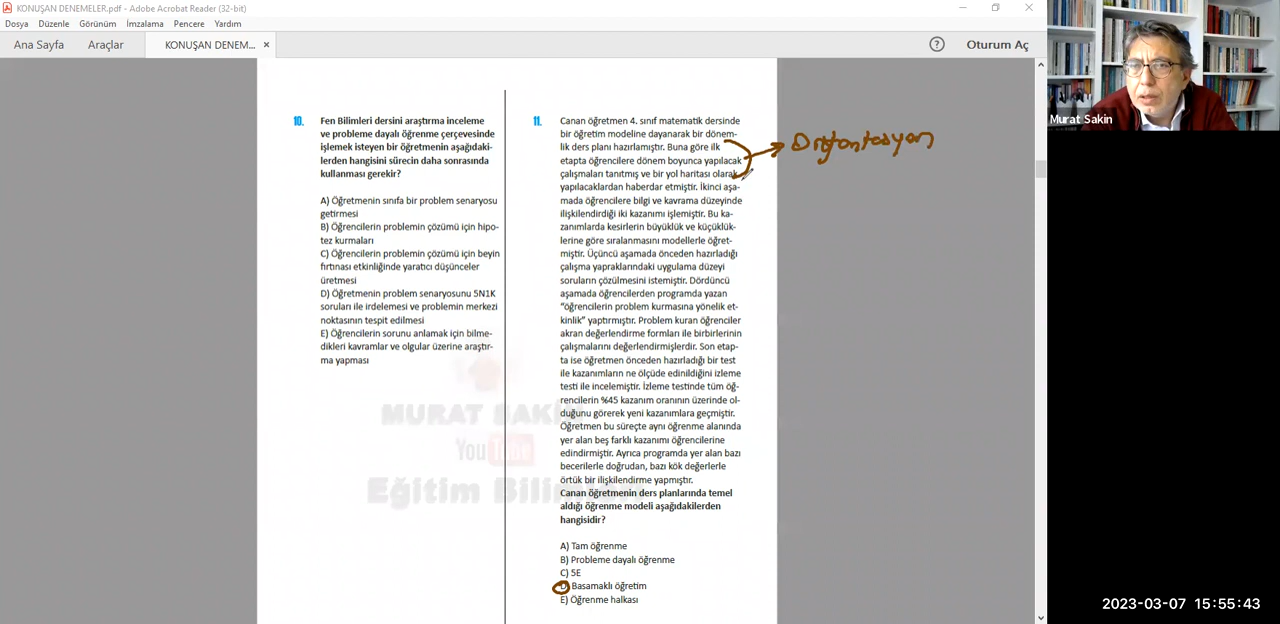 KONUŞAN DENEMELER.pdf - Adobe Acrobat Reader (32-bit)
Dosya Düzenle Görünüm İmzalama Pencere Yardım
Ana Sayfa Araçlar KONUŞAN DENEM... × ? Oturum Aç
10. Fen Bilimleri dersini araştırma inceleme
ve probleme dayalı öğrenme çerçevesinde
işlemek isteyen bir öğretmenin aşağıdaki-
lerden hangisini sürecin daha sonrasında
kullanması gerekir?
A) Öğretmenin sınıfa bir problem senaryosu
getirmesi
B) Öğrencilerin problemin çözümü için hipo-
tez kurmaları
C) Öğrencilerin problemin çözümü için beyin
fırtınası etkinliğinde yaratıcı düşünceler
üretmesi
D) Öğretmenin problem senaryosunu 5N1K
soruları ile irdelemesi ve problemin merkezi
noktasının tespit edilmesi
E) Öğrencilerin sorunu anlamak için bilme-
dikleri kavramlar ve olgular üzerine araştır-
ma yapması
11. Canan öğretmen 4. sınıf matematik dersinde
bir öğretim modeline dayanarak bir dönem-
lik ders planı hazırlamıştır. Buna göre ilk
etapta öğrencilere dönem boyunca yapılacak
çalışmaları tanıtmış ve bir yol haritası olarak
yapılacaklardan haberdar etmiştir. İkinci aşa-
mada öğrencilere bilgi ve kavrama düzeyinde
ilişkilendirdiği iki kazanımı işlemiştir. Bu ka-
zanımlarda kesirlerin büyüklük ve küçüklük-
lerine göre sıralanmasını modellerle öğret-
miştir. Üçüncü aşamada önceden hazırladığı
çalışma yapraklarındaki uygulama düzeyi
soruların çözülmesini istemiştir. Dördüncü
aşamada öğrencilerden programda yazan
“öğrencilerin problem kurmasına yönelik et-
kinlik” yaptırmıştır. Problem kuran öğrenciler
akran değerlendirme formları ile birbirlerinin
çalışmalarını değerlendirmişlerdir. Son etap-
ta ise öğretmen önceden hazırladığı bir test
ile kazanımların ne ölçüde edinildiğini izleme
testi ile incelemiştir. İzleme testinde tüm öğ-
rencilerin %45 kazanım oranının üzerinde ol-
duğunu görerek yeni kazanımlara geçmiştir.
Öğretmen bu süreçte aynı öğrenme alanında
yer alan beş farklı kazanımı öğrencilerine
edindirmiştir. Ayrıca programda yer alan bazı
becerilerle doğrudan, bazı kök değerlerle
örtük bir ilişkilendirme yapmıştır.
Canan öğretmenin ders planlarında temel
aldığı öğrenme modeli aşağıdakilerden
hangisidir?
A) Tam öğrenme
B) Probleme dayalı öğrenme
C) 5E
D) Basamaklı öğretim
E) Öğrenme halkası
MURAT SAKİN
YouTube
Eğitim Bilimleri
Murat Sakin
2023-03-07 15:55:43